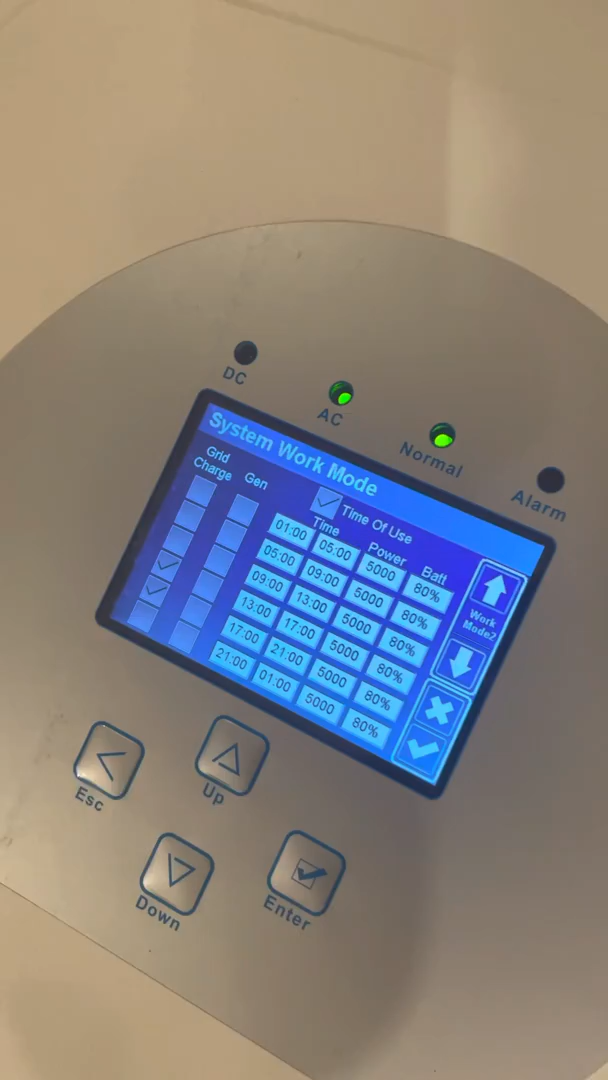 DC
AC
Normal
Alarm
System Work Mode
Grid Charge
Gen
Time Of Use
Time
Power
Batt
01:00 05:00 5000 80%
05:00 09:00 5000 80%
09:00 13:00 5000 80%
13:00 17:00 5000 80%
17:00 21:00 5000 80%
21:00 01:00 5000 80%
Work
Mode2
Esc
Up
Down
Enter